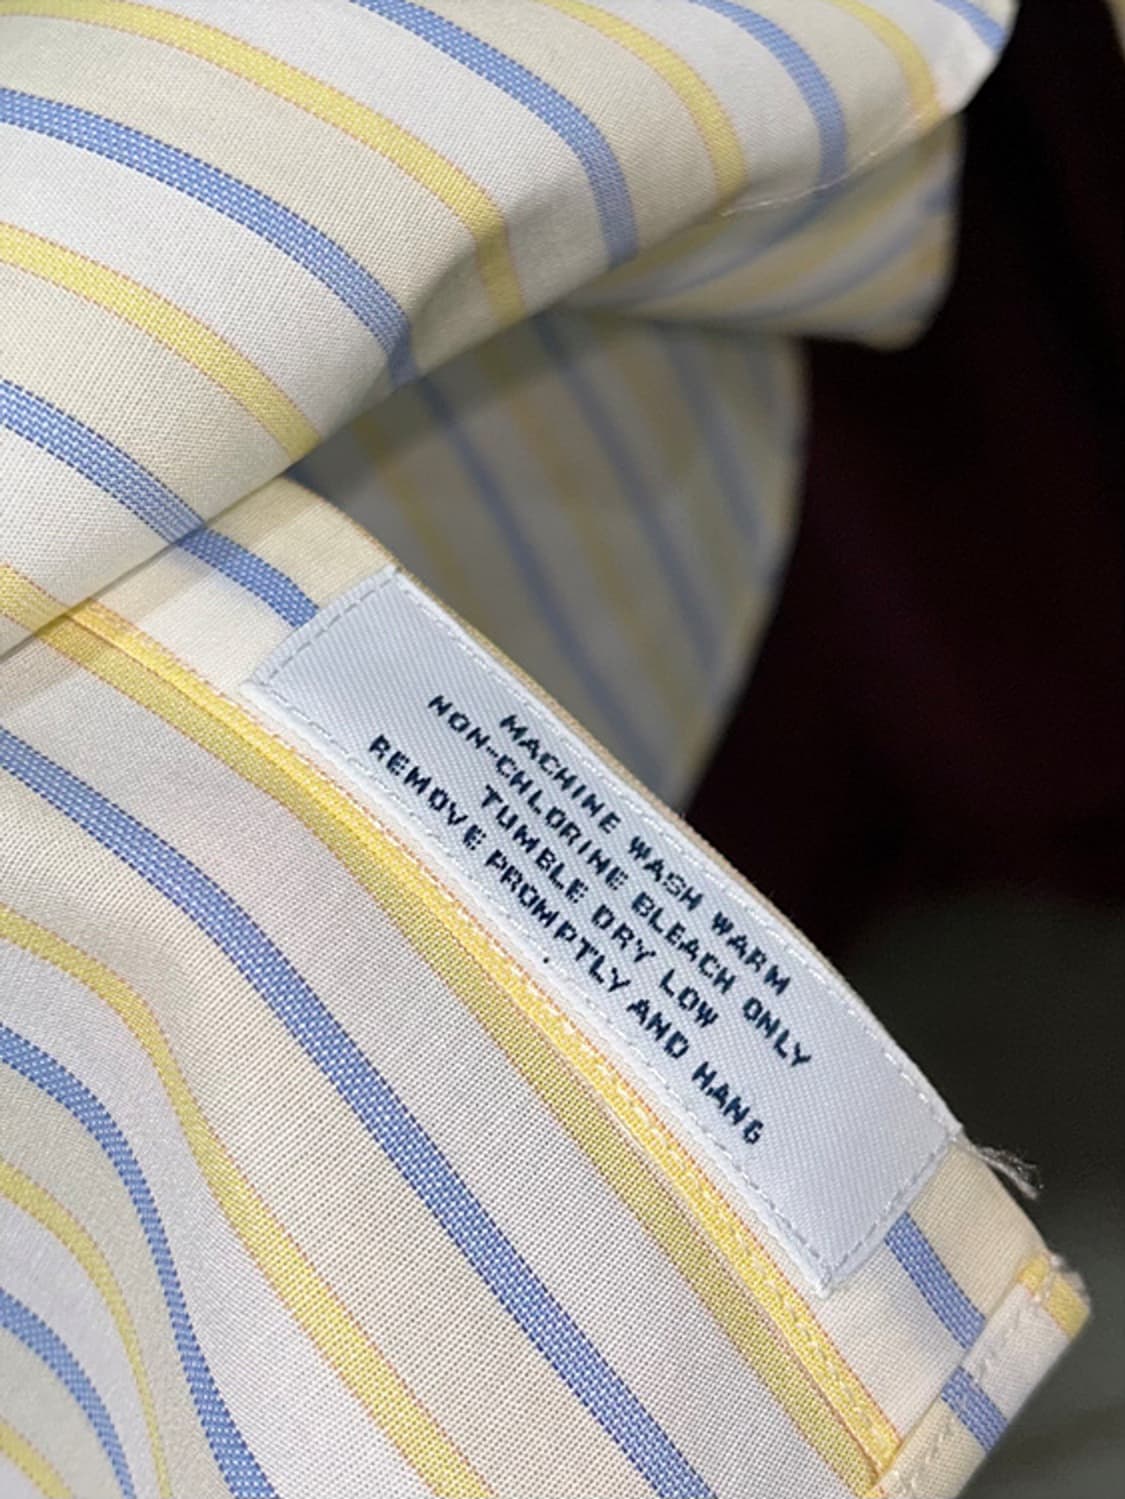 MACHINE WASH WARM
NON-CHLORINE BLEACH ONLY
TUMBLE DRY LOW
REMOVE PROMPTLY AND HANG